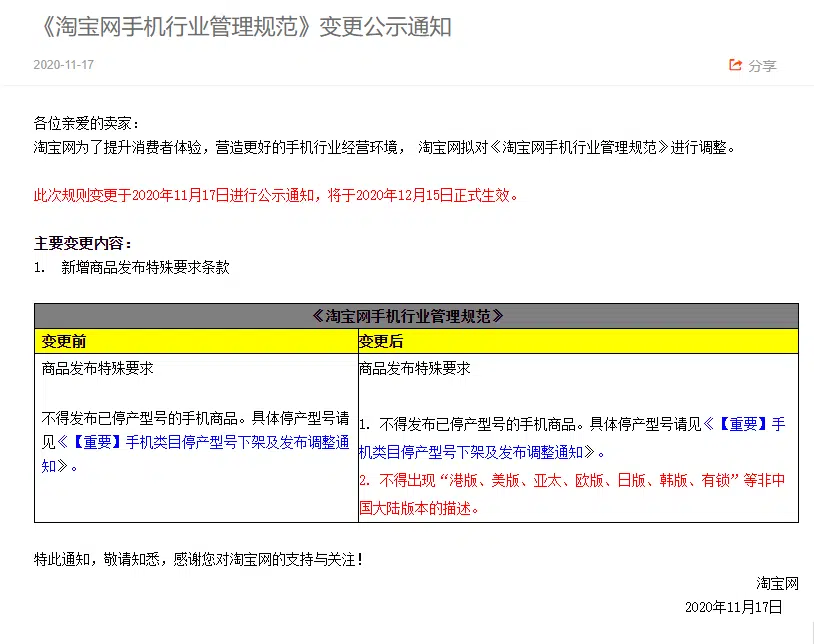 《淘宝网手机行业管理规范》变更公示通知
2020-11-17
分享
各位亲爱的卖家：
淘宝网为了提升消费者体验，营造更好的手机行业经营环境， 淘宝网拟对《淘宝网手机行业管理规范》进行调整。
此次规则变更于2020年11月17日进行公示通知，将于2020年12月15日正式生效。
主要变更内容：
1. 新增商品发布特殊要求条款
《淘宝网手机行业管理规范》
变更前
变更后
商品发布特殊要求
不得发布已停产型号的手机商品。具体停产型号请
见《【重要】手机类目停产型号下架及发布调整通
知》。
商品发布特殊要求
1. 不得发布已停产型号的手机商品。具体停产型号请见《【重要】手
机类目停产型号下架及发布调整通知》。
2. 不得出现“港版、美版、亚太、欧版、日版、韩版、有锁”等非中
国大陆版本的描述。
特此通知，敬请知悉，感谢您对淘宝网的支持与关注！
淘宝网
2020年11月17日